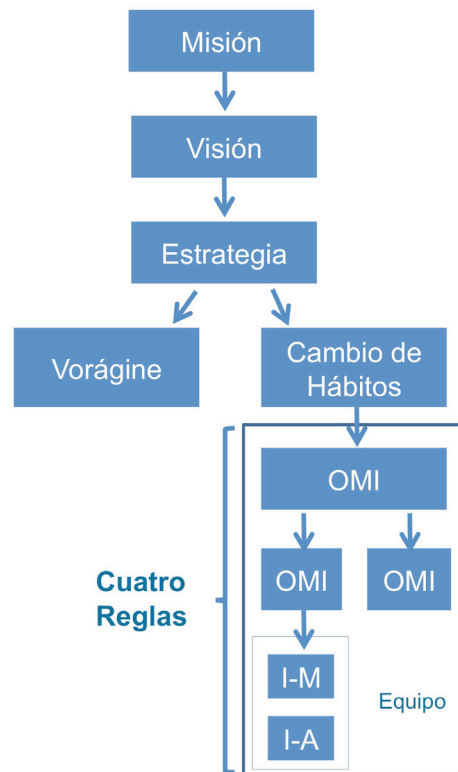 Misión
Visión
Estrategia
Vorágine
Cambio de
Hábitos
OMI
OMI
OMI
Cuatro
Reglas
I-M
I-A
Equipo